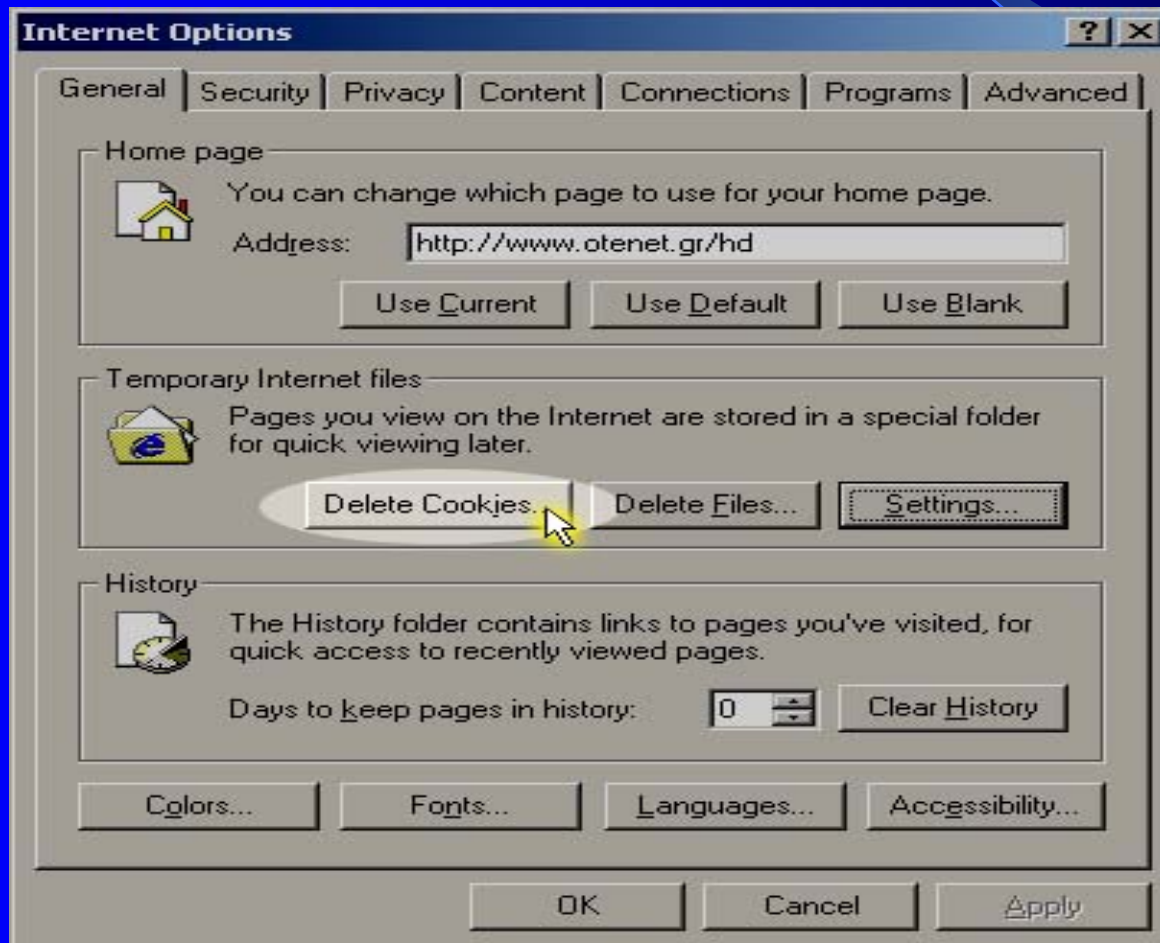 Internet Options
General Security Privacy Content Connections Programs Advanced
Home page
You can change which page to use for your home page.
Address: http://www.otenet.gr/hd
Use Current Use Default Use Blank
Temporary Internet files
Pages you view on the Internet are stored in a special folder
for quick viewing later.
Delete Cookies... Delete Files... Settings...
History
The History folder contains links to pages you've visited, for
quick access to recently viewed pages.
Days to keep pages in history: 0 Clear History
Colors... Fonts... Languages... Accessibility...
OK Cancel Apply